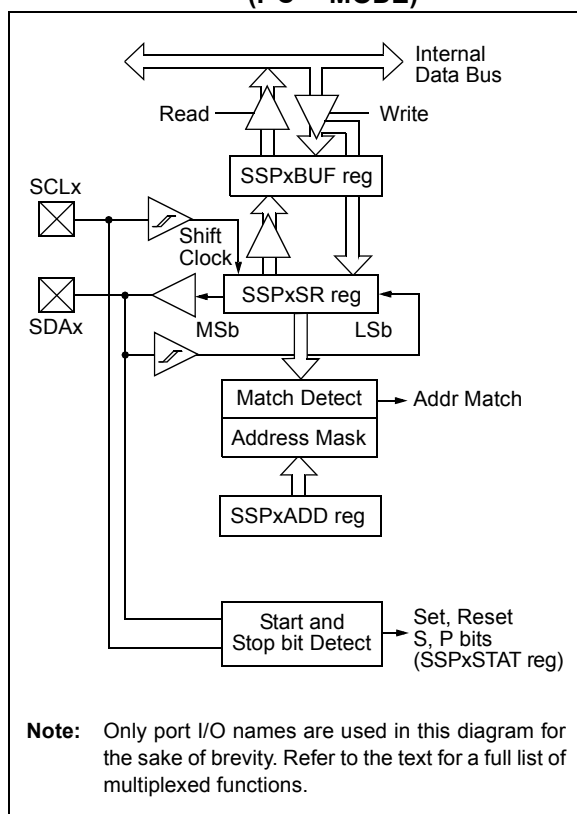 Internal
Data Bus
Read
Write
SSPxBUF reg
SCLx
Shift
Clock
SSPxSR reg
SDAx
MSb
LSb
Match Detect
Addr Match
Address Mask
SSPxADD reg
Start and
Stop bit Detect
Set, Reset
S, P bits
(SSPxSTAT reg)
Note: Only port I/O names are used in this diagram for
the sake of brevity. Refer to the text for a full list of
multiplexed functions.